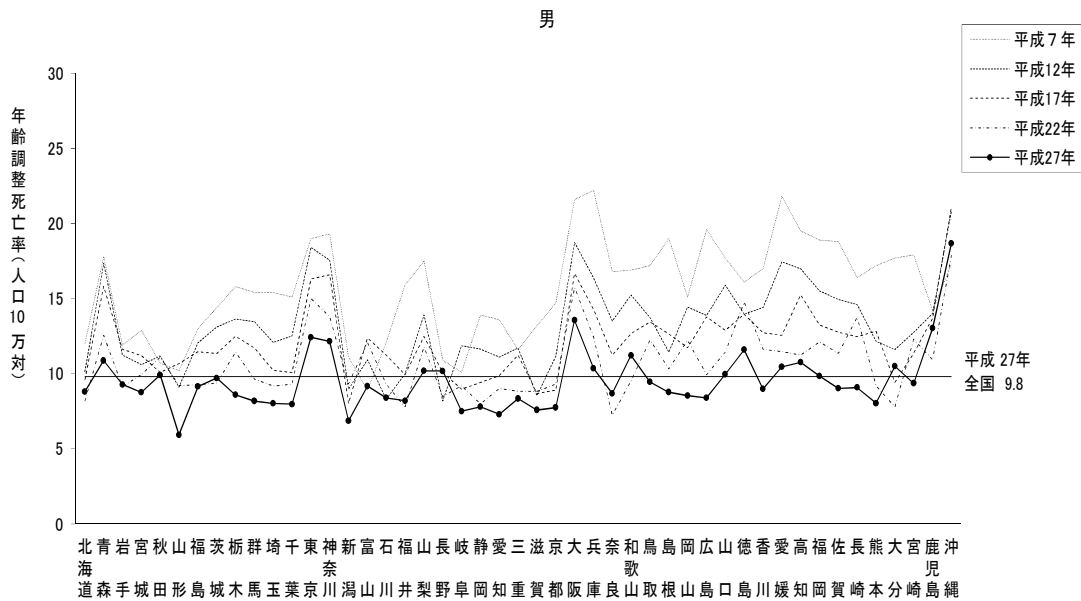 男
平成７年
平成12年
平成17年
平成22年
平成27年
年齢調整死亡率（人口10万対）
30
25
20
15
10
5
0
平成 27年
全国 9.8
北海道
青森
岩手
宮城
秋田
山形
福島
茨城
栃木
群馬
埼玉
千葉
東京
神奈川
新潟
富山
石川
福井
山梨
長野
岐阜
静岡
愛知
三重
滋賀
京都
大阪
兵庫
奈良
和歌山
鳥取
島根
岡山
広島
山口
徳島
香川
愛媛
高知
福岡
佐賀
長崎
熊本
大分
宮崎
鹿児島
沖縄